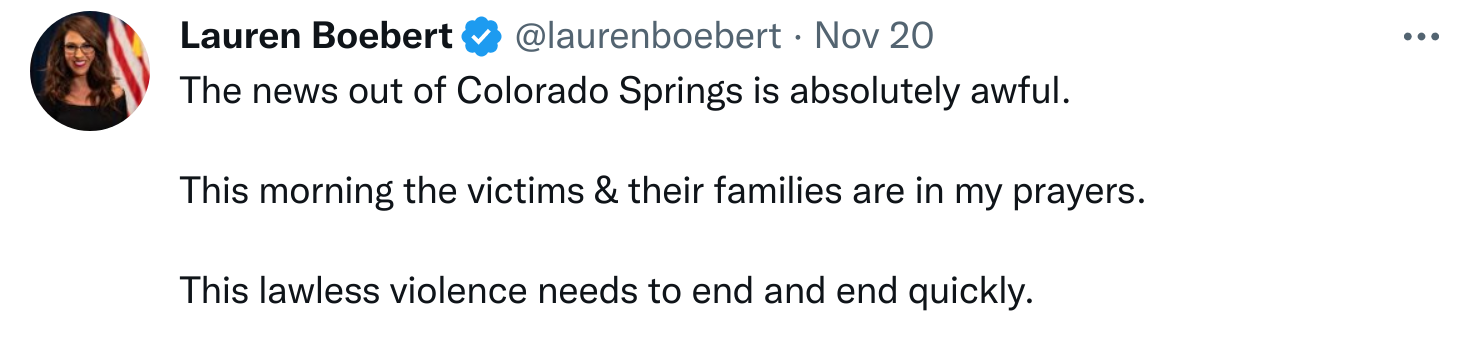 Lauren Boebert @laurenboebert · Nov 20
The news out of Colorado Springs is absolutely awful.
This morning the victims & their families are in my prayers.
This lawless violence needs to end and end quickly.